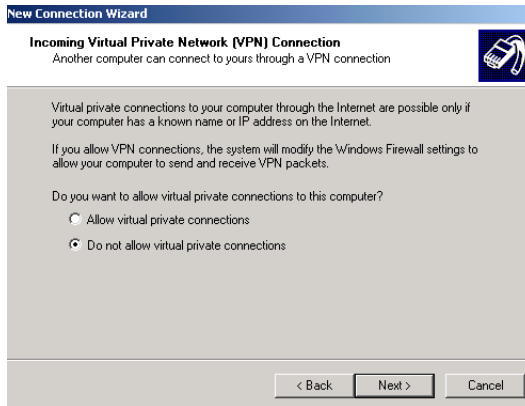 New Connection Wizard
Incoming Virtual Private Network (VPN) Connection
Another computer can connect to yours through a VPN connection
Virtual private connections to your computer through the Internet are possible only if
your computer has a known name or IP address on the Internet.
If you allow VPN connections, the system will modify the Windows Firewall settings to
allow your computer to send and receive VPN packets.
Do you want to allow virtual private connections to this computer?
Allow virtual private connections
Do not allow virtual private connections
< Back Next > Cancel